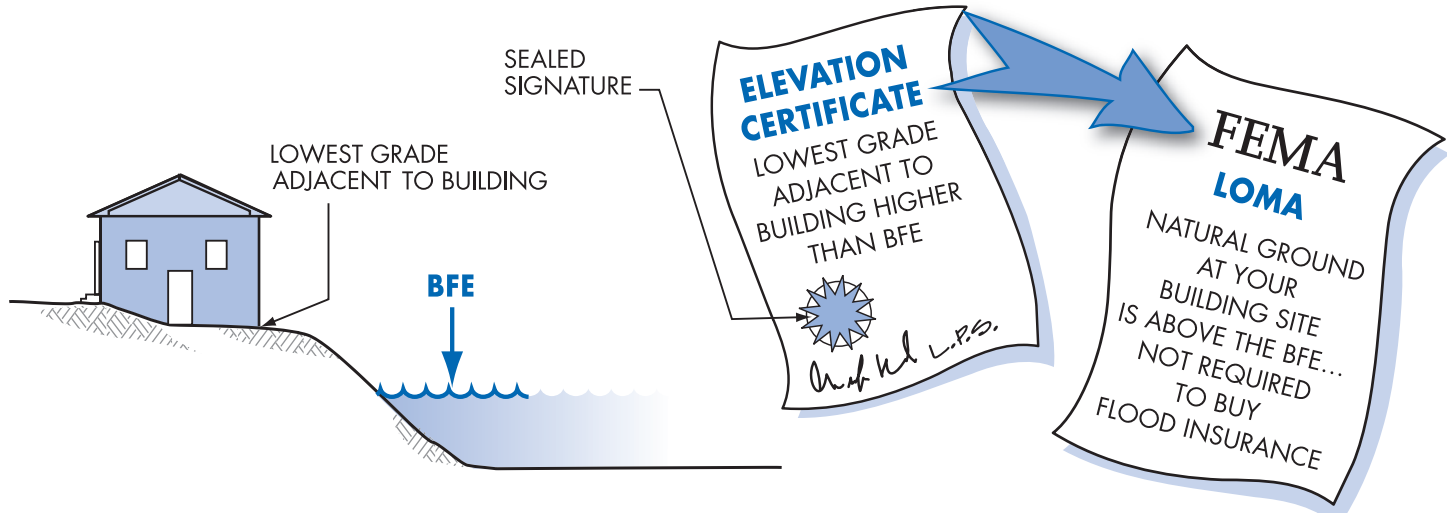 SEALED
SIGNATURE
LOWEST GRADE
ADJACENT TO BUILDING
BFE
ELEVATION
CERTIFICATE
LOWEST GRADE
ADJACENT TO
BUILDING HIGHER
THAN BFE
L.P.S.
FEMA
LOMA
NATURAL GROUND
AT YOUR
BUILDING SITE
IS ABOVE THE BFE...
NOT REQUIRED
TO BUY
FLOOD INSURANCE